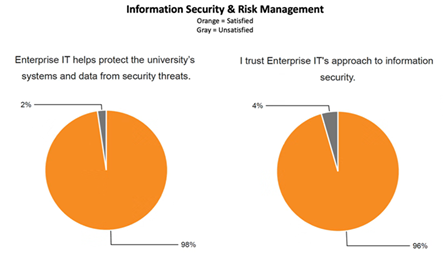 Information Security & Risk Management
Orange = Satisfied
Gray = Unsatisfied
Enterprise IT helps protect the university's
systems and data from security threats.
2%
98%
I trust Enterprise IT's approach to information
security.
4%
96%